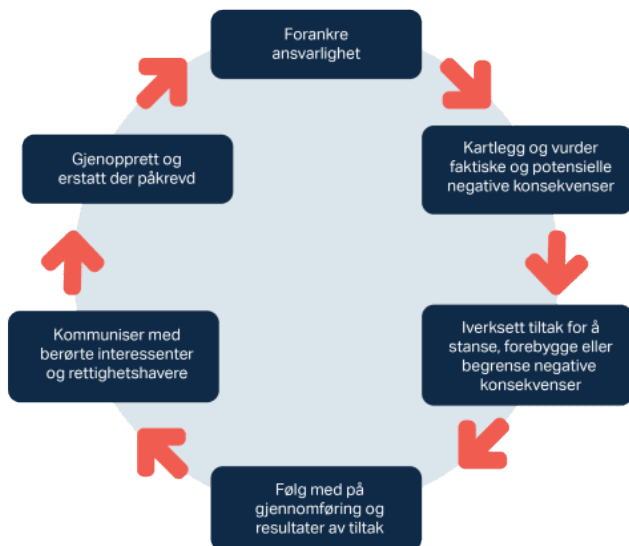 Forankre
ansvarlighet
Kartlegg og vurder
faktiske og potensielle
negative konsekvenser
Iverksett tiltak for å
stanse, forebygge eller
begrense negative
konsekvenser
Følg med på
gjennomføring og
resultater av tiltak
Kommuniser med
berørte interessenter
og rettighetshavere
Gjenopprett og
erstatt der påkrevd